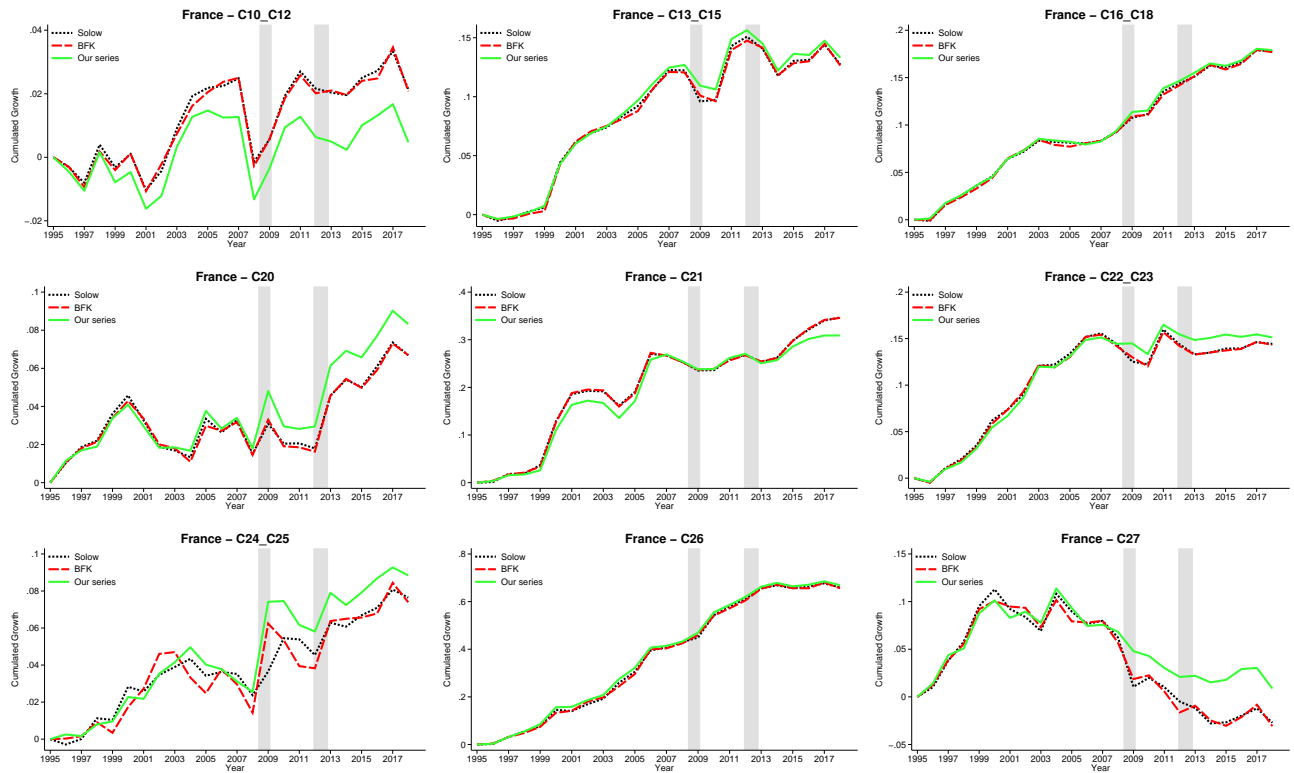 France − C10_C12
Cumulated Growth
.04
.02
0
−.02
Solow
BFK
Our series
1995 1997 1999 2001 2003 2005 2007 2009 2011 2013 2015 2017
Year
France − C13_C15
Cumulated Growth
.15
.1
.05
0
Solow
BFK
Our series
1995 1997 1999 2001 2003 2005 2007 2009 2011 2013 2015 2017
Year
France − C16_C18
Cumulated Growth
.2
.15
.1
.05
0
Solow
BFK
Our series
1995 1997 1999 2001 2003 2005 2007 2009 2011 2013 2015 2017
Year
France − C20
Cumulated Growth
.1
.08
.06
.04
.02
0
Solow
BFK
Our series
1995 1997 1999 2001 2003 2005 2007 2009 2011 2013 2015 2017
Year
France − C21
Cumulated Growth
.4
.3
.2
.1
0
Solow
BFK
Our series
1995 1997 1999 2001 2003 2005 2007 2009 2011 2013 2015 2017
Year
France − C22_C23
Cumulated Growth
.2
.15
.1
.05
0
Solow
BFK
Our series
1995 1997 1999 2001 2003 2005 2007 2009 2011 2013 2015 2017
Year
France − C24_C25
Cumulated Growth
.1
.08
.06
.04
.02
0
Solow
BFK
Our series
1995 1997 1999 2001 2003 2005 2007 2009 2011 2013 2015 2017
Year
France − C26
Cumulated Growth
.8
.6
.4
.2
0
Solow
BFK
Our series
1995 1997 1999 2001 2003 2005 2007 2009 2011 2013 2015 2017
Year
France − C27
Cumulated Growth
.15
.1
.05
0
−.05
Solow
BFK
Our series
1995 1997 1999 2001 2003 2005 2007 2009 2011 2013 2015 2017
Year